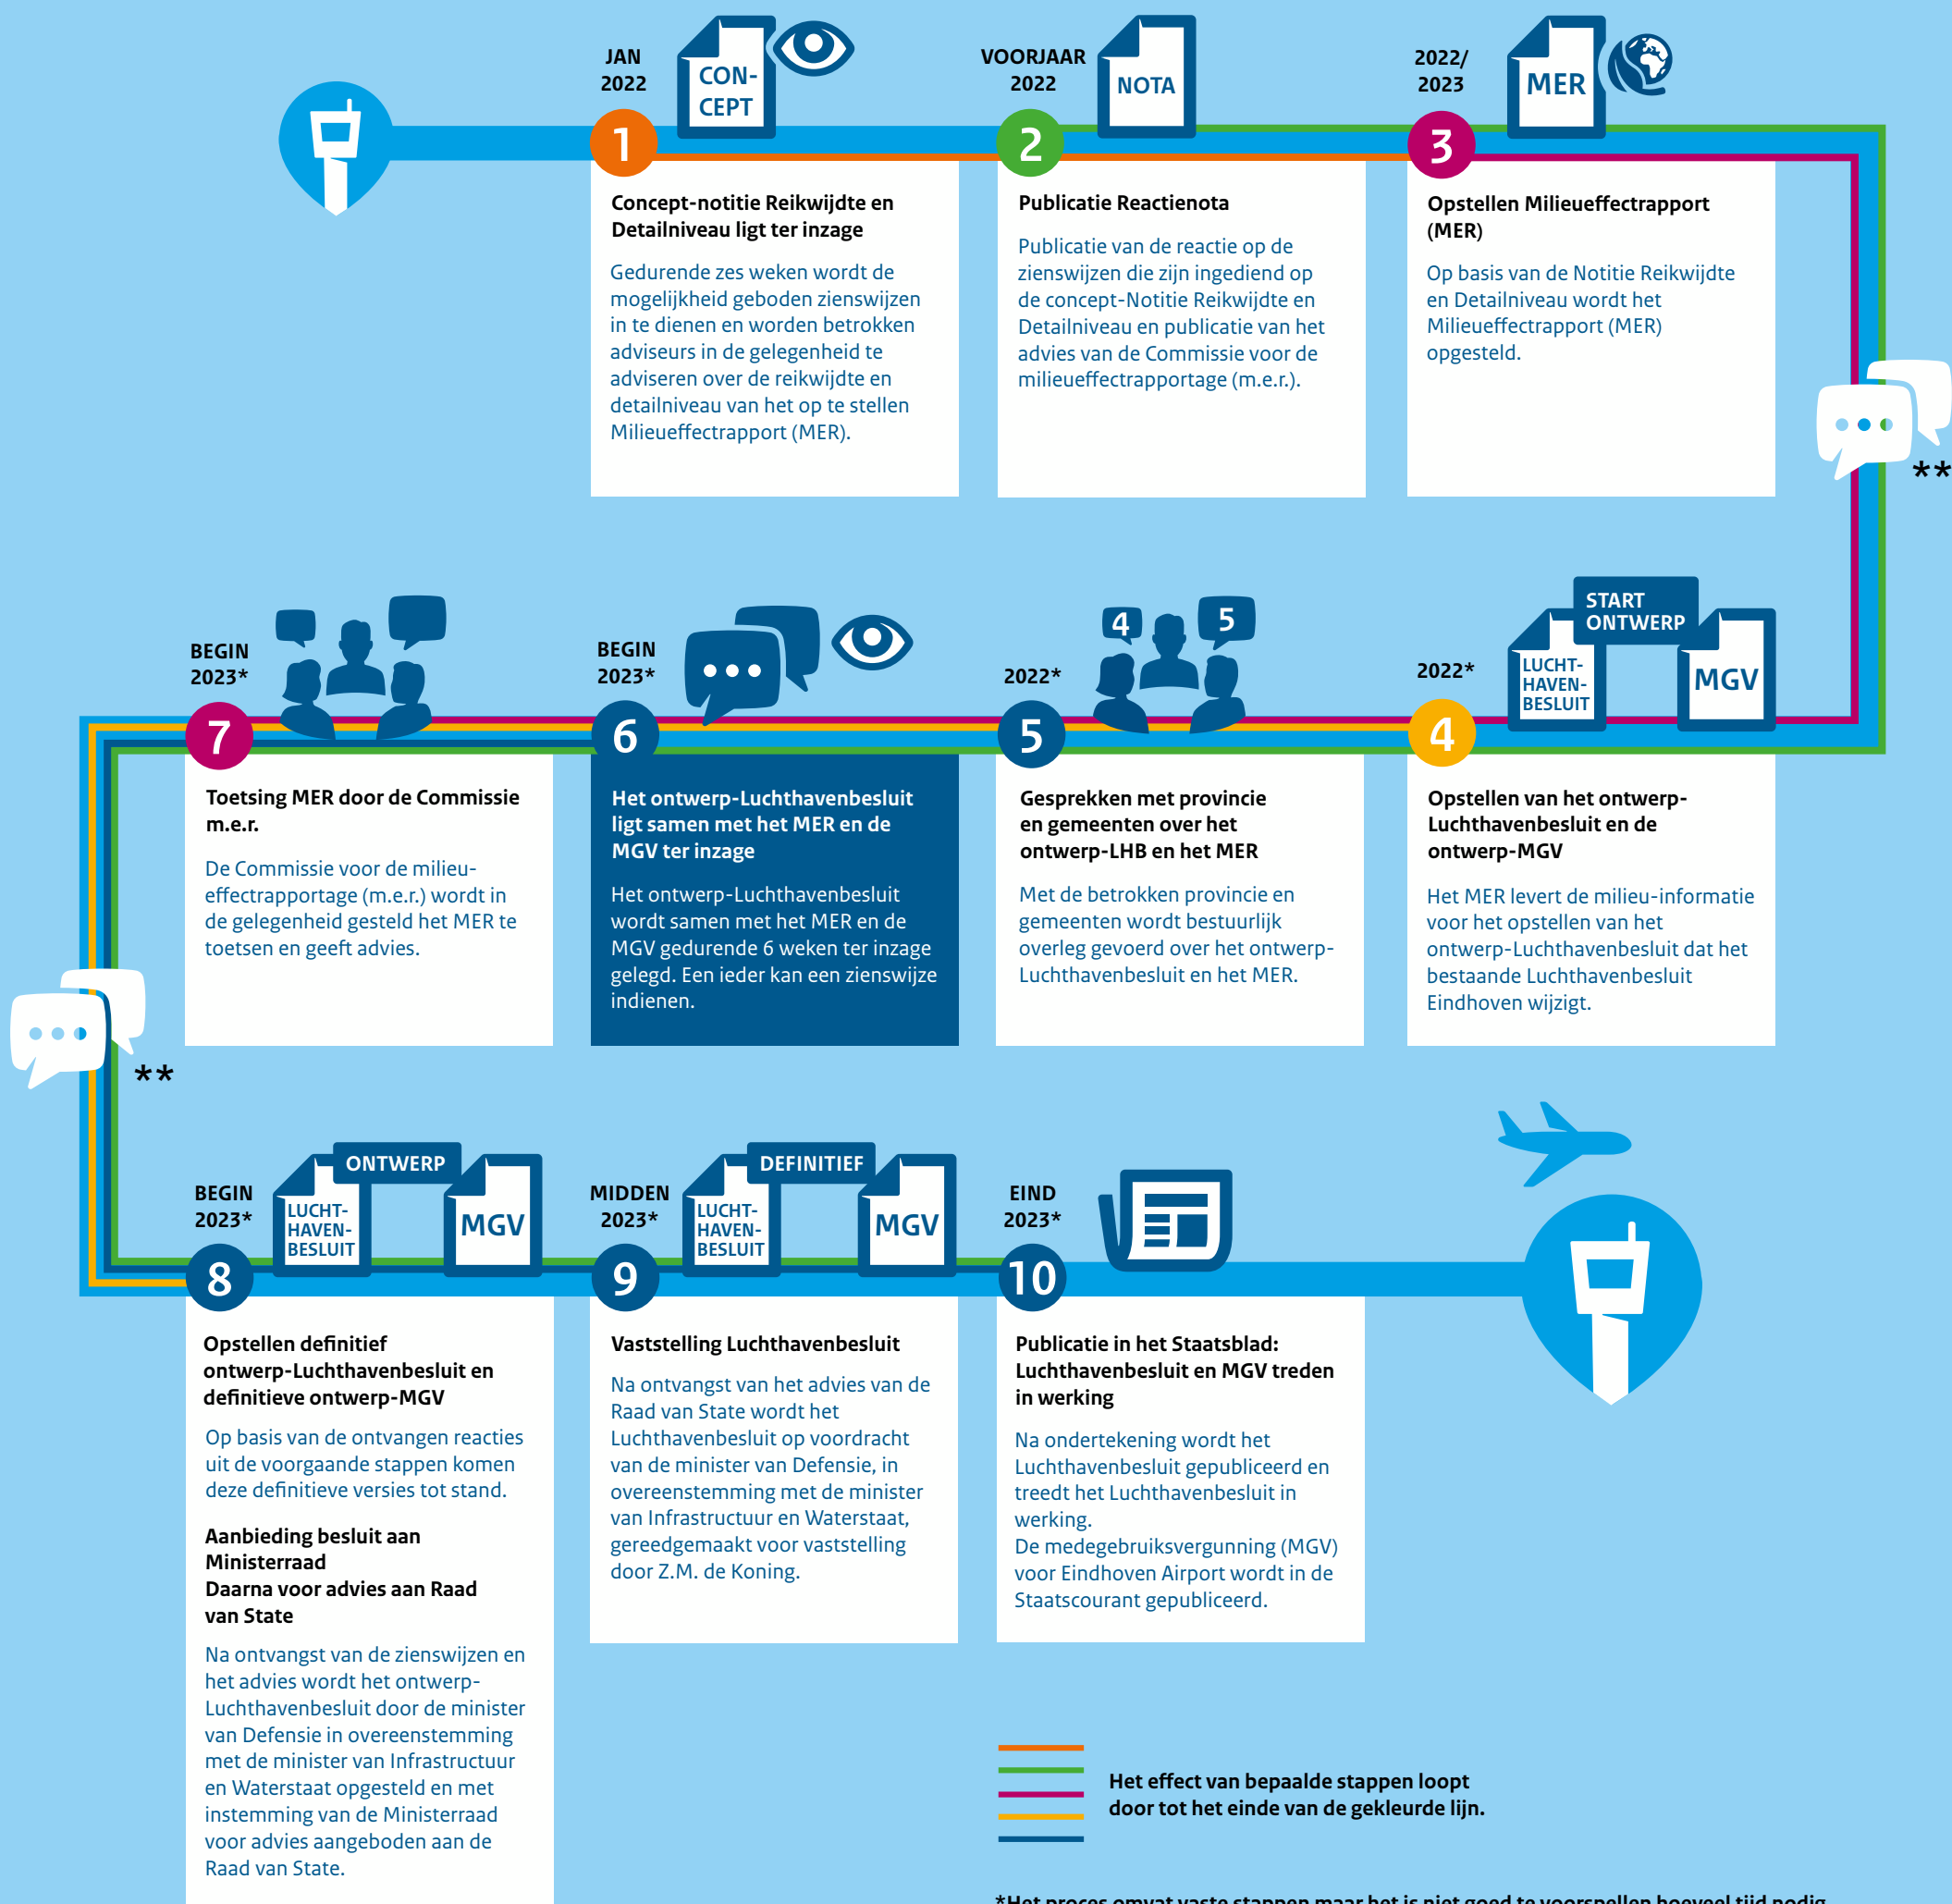 JAN
2022
CON-
CEPT
1
Concept-notitie Reikwijdte en
Detailniveau ligt ter inzage
Gedurende zes weken wordt de
mogelijkheid geboden zienswijzen
in te dienen en worden betrokken
adviseurs in de gelegenheid te
adviseren over de reikwijdte en
detailniveau van het op te stellen
Milieueffectrapport (MER).
VOORJAAR
2022
NOTA
2
Publicatie Reactienota
Publicatie van de reactie op de
zienswijzen die zijn ingediend op
de concept-Notitie Reikwijdte en
Detailniveau en publicatie van het
advies van de Commissie voor de
milieueffectrapportage (m.e.r.).
2022/
2023
MER
3
Opstellen Milieueffectrapport
(MER)
Op basis van de Notitie Reikwijdte
en Detailniveau wordt het
Milieueffectrapport (MER)
opgesteld.
**
2022*
START
ONTWERP
LUCHT-
HAVEN-
BESLUIT
MGV
4
Opstellen van het ontwerp-
Luchthavenbesluit en de
ontwerp-MGV
Het MER levert de milieu-informatie
voor het opstellen van het
ontwerp-Luchthavenbesluit dat het
bestaande Luchthavenbesluit
Eindhoven wijzigt.
2022*
4
5
5
Gesprekken met provincie
en gemeenten over het
ontwerp-LHB en het MER
Met de betrokken provincie en
gemeenten wordt bestuurlijk
overleg gevoerd over het ontwerp-
Luchthavenbesluit en het MER.
BEGIN
2023*
6
Het ontwerp-Luchthavenbesluit
ligt samen met het MER en de
MGV ter inzage
Het ontwerp-Luchthavenbesluit
wordt samen met het MER en de
MGV gedurende 6 weken ter inzage
gelegd. Een ieder kan een zienswijze
indienen.
BEGIN
2023*
7
Toetsing MER door de Commissie
m.e.r.
De Commissie voor de milieu-
effectrapportage (m.e.r.) wordt in
de gelegenheid gesteld het MER te
toetsen en geeft advies.
**
BEGIN
2023*
ONTWERP
LUCHT-
HAVEN-
BESLUIT
MGV
8
Opstellen definitief
ontwerp-Luchthavenbesluit en
definitieve ontwerp-MGV
Op basis van de ontvangen reacties
uit de voorgaande stappen komen
deze definitieve versies tot stand.
Aanbieding besluit aan
Ministerraad
Daarna voor advies aan Raad
van State
Na ontvangst van de zienswijzen en
het advies wordt het ontwerp-
Luchthavenbesluit door de minister
van Defensie in overeenstemming
met de minister van Infrastructuur
en Waterstaat opgesteld en met
instemming van de Ministerraad
voor advies aangeboden aan de
Raad van State.
MIDDEN
2023*
DEFINITIEF
LUCHT-
HAVEN-
BESLUIT
MGV
9
Vaststelling Luchthavenbesluit
Na ontvangst van het advies van de
Raad van State wordt het
Luchthavenbesluit op voordracht
van de minister van Defensie, in
overeenstemming met de minister
van Infrastructuur en Waterstaat,
gereedgemaakt voor vaststelling
door Z.M. de Koning.
EIND
2023*
10
Publicatie in het Staatsblad:
Luchthavenbesluit en MGV treden
in werking
Na ondertekening wordt het
Luchthavenbesluit gepubliceerd en
treedt het Luchthavenbesluit in
werking.
De medegebruiksvergunning (MGV)
voor Eindhoven Airport wordt in de
Staatscourant gepubliceerd.
Het effect van bepaalde stappen loopt
door tot het einde van de gekleurde lijn.
*Het proces omvat vaste stappen maar het is niet goed te voorspellen hoeveel tijd nodig